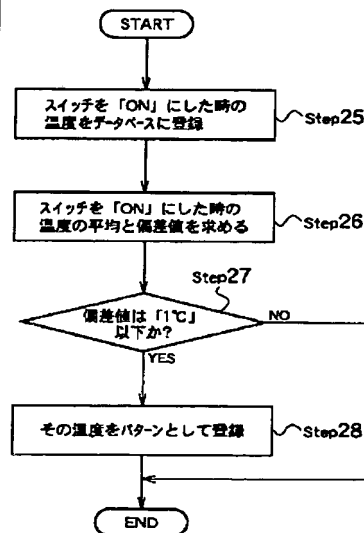 START
スイッチを「ON」にした時の
温度をデータベースに登録
Step25
スイッチを「ON」にした時の
温度の平均と偏差値を求める
Step26
Step27
偏差値は「1℃」
以下か?
NO
YES
その温度をパターンとして登録
Step28
END